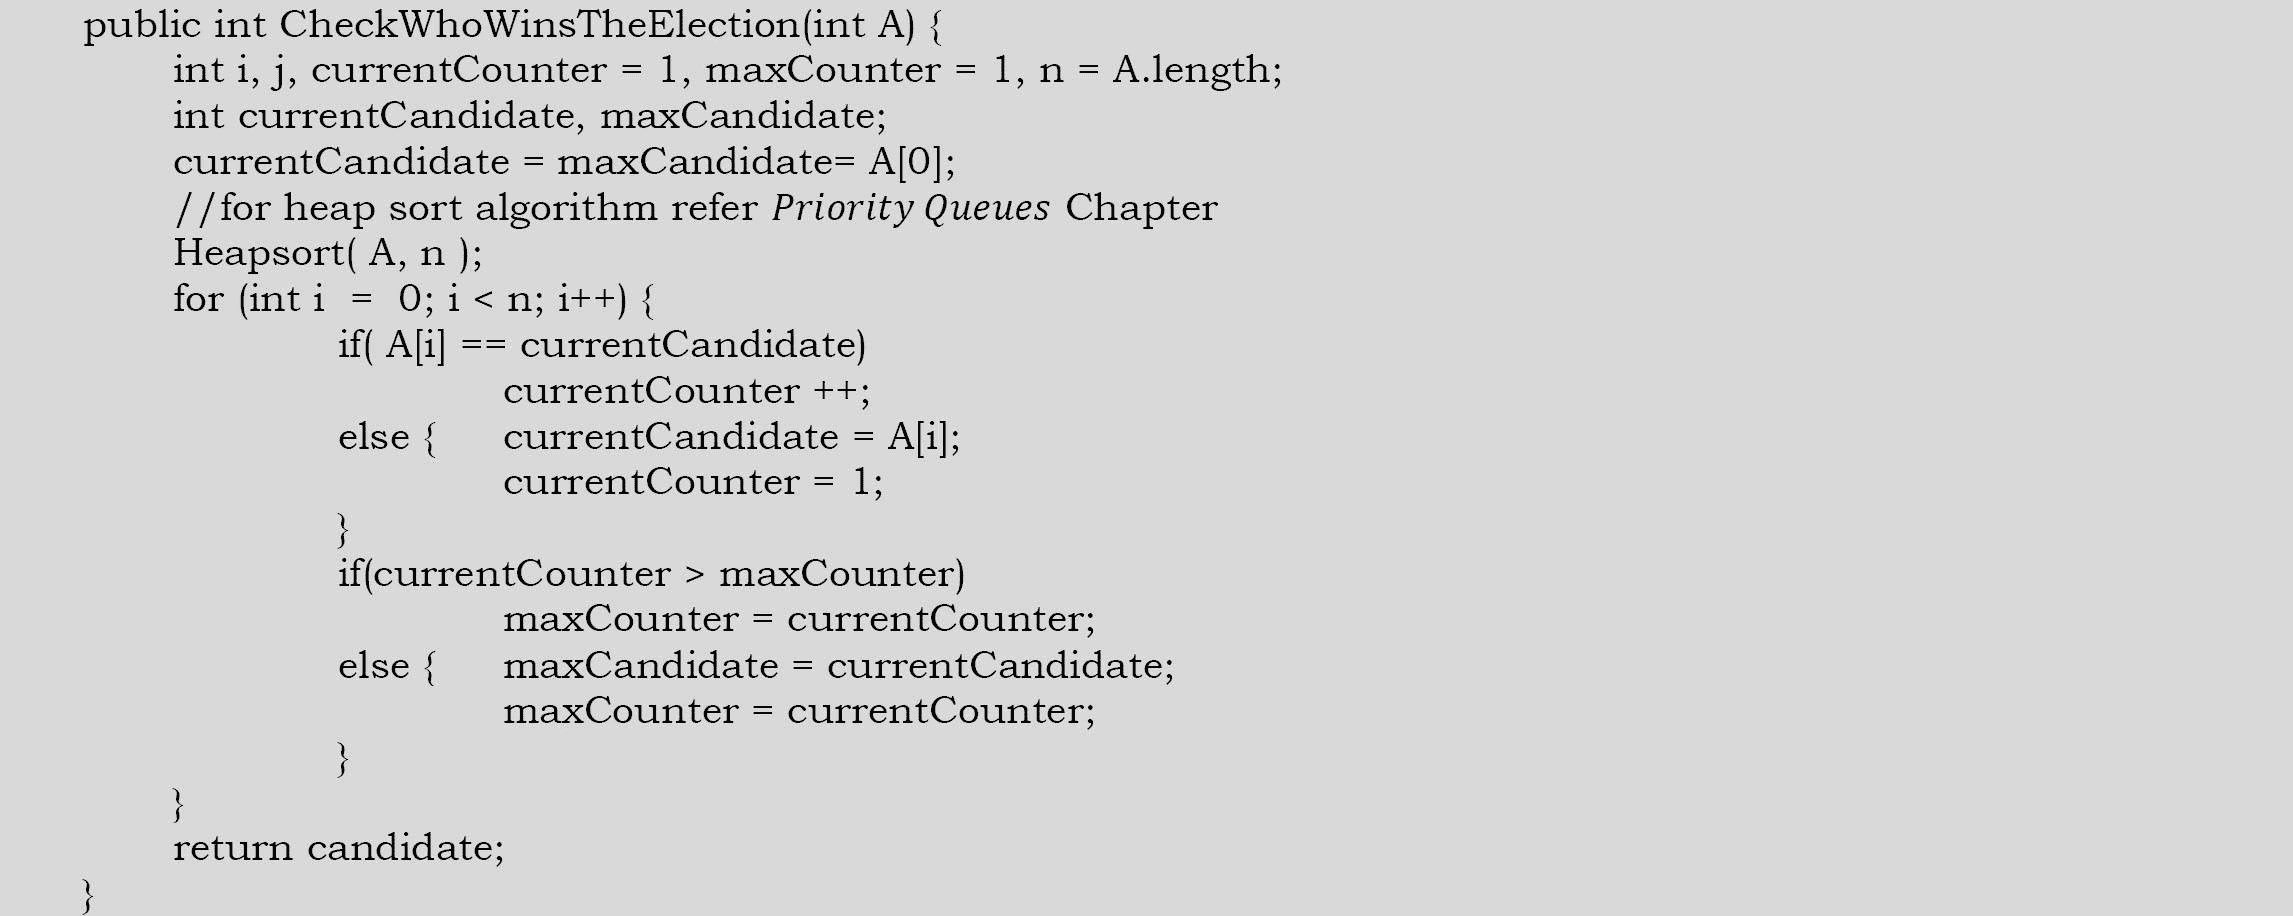 public int CheckWhoWinsTheElection(int A) {
int i, j, currentCounter = 1, maxCounter = 1, n = A.length;
int currentCandidate, maxCandidate;
currentCandidate = maxCandidate= A[0];
//for heap sort algorithm refer Priority Queues Chapter
Heapsort( A, n );
for (int i = 0; i < n; i++) {
if( A[i] == currentCandidate)
currentCounter ++;
else { currentCandidate = A[i];
currentCounter = 1;
}
if(currentCounter > maxCounter)
maxCounter = currentCounter;
else { maxCandidate = currentCandidate;
maxCounter = currentCounter;
}
}
return candidate;
}